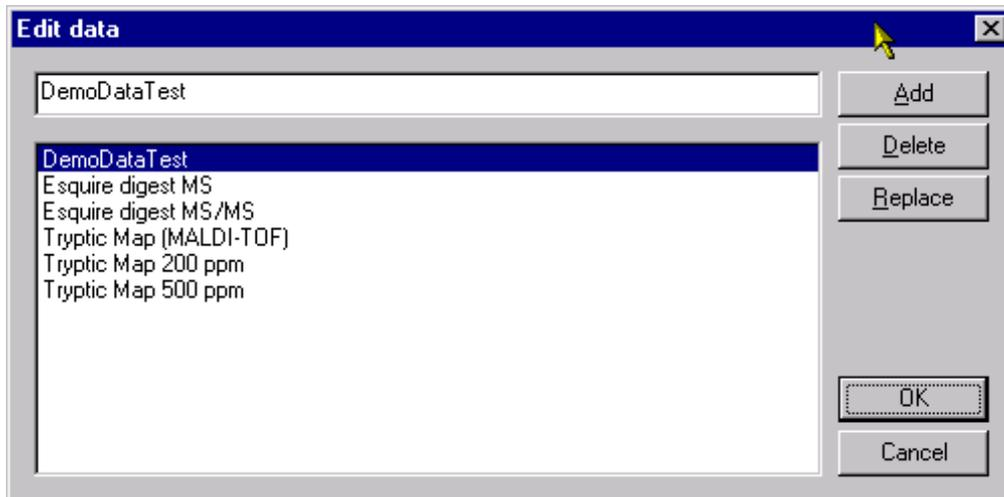 Edit data
DemoDataTest
Add
DemoDataTest
Esquire digest MS
Esquire digest MS/MS
Tryptic Map (MALDI-TOF)
Tryptic Map 200 ppm
Tryptic Map 500 ppm
Delete
Replace
OK
Cancel